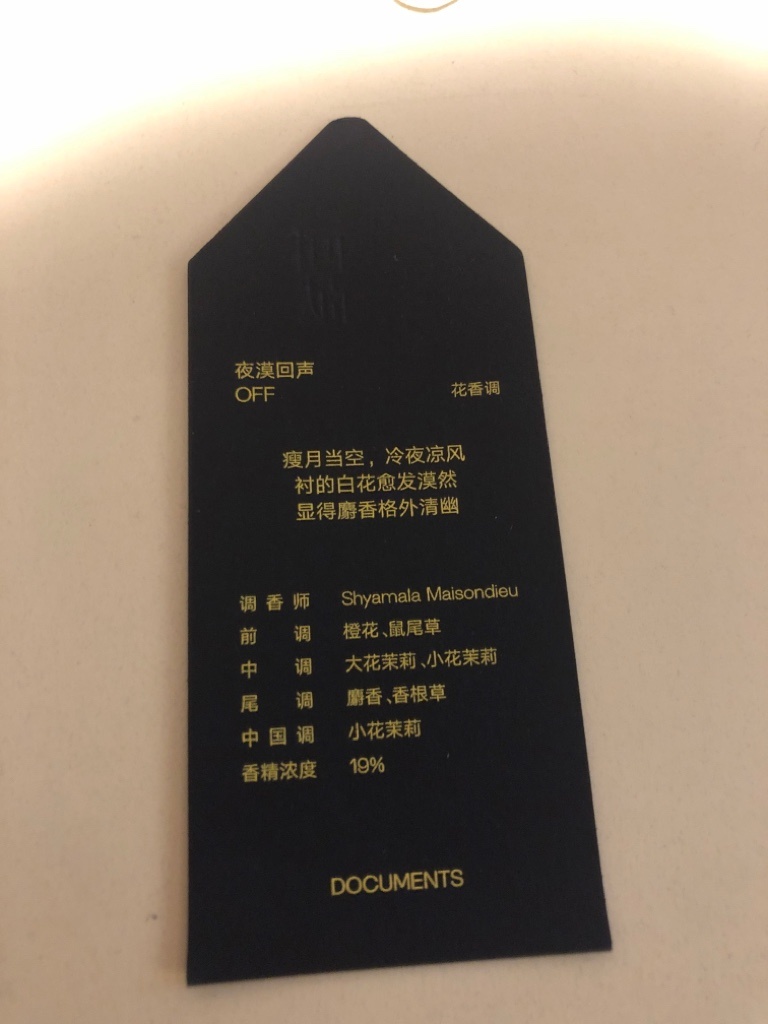 夜漠回声
OFF 花香调
瘦月当空，冷夜凉风
衬的白花愈发漠然
显得麝香格外清幽
调香师 Shyamala Maisondieu
前调 橙花、鼠尾草
中调 大花茉莉、小花茉莉
尾调 麝香、香根草
中国调 小花茉莉
香精浓度 19%
DOCUMENTS